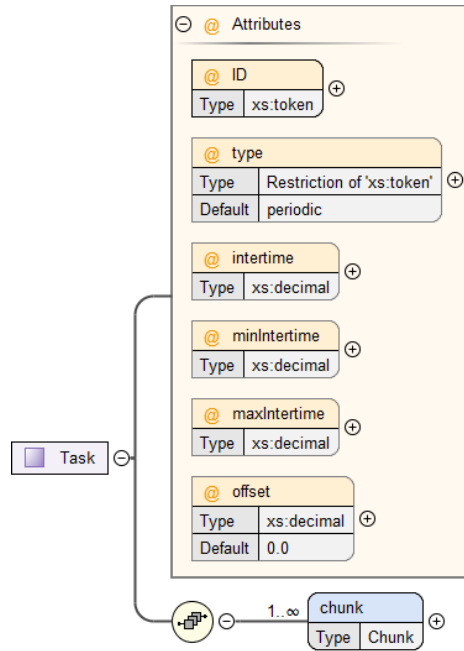 @ Attributes
@ ID
Type xs:token
@ type
Type Restriction of 'xs:token'
Default periodic
@ intertime
Type xs:decimal
@ minIntertime
Type xs:decimal
@ maxIntertime
Type xs:decimal
@ offset
Type xs:decimal
Default 0.0
Task
1..∞
chunk
Type Chunk